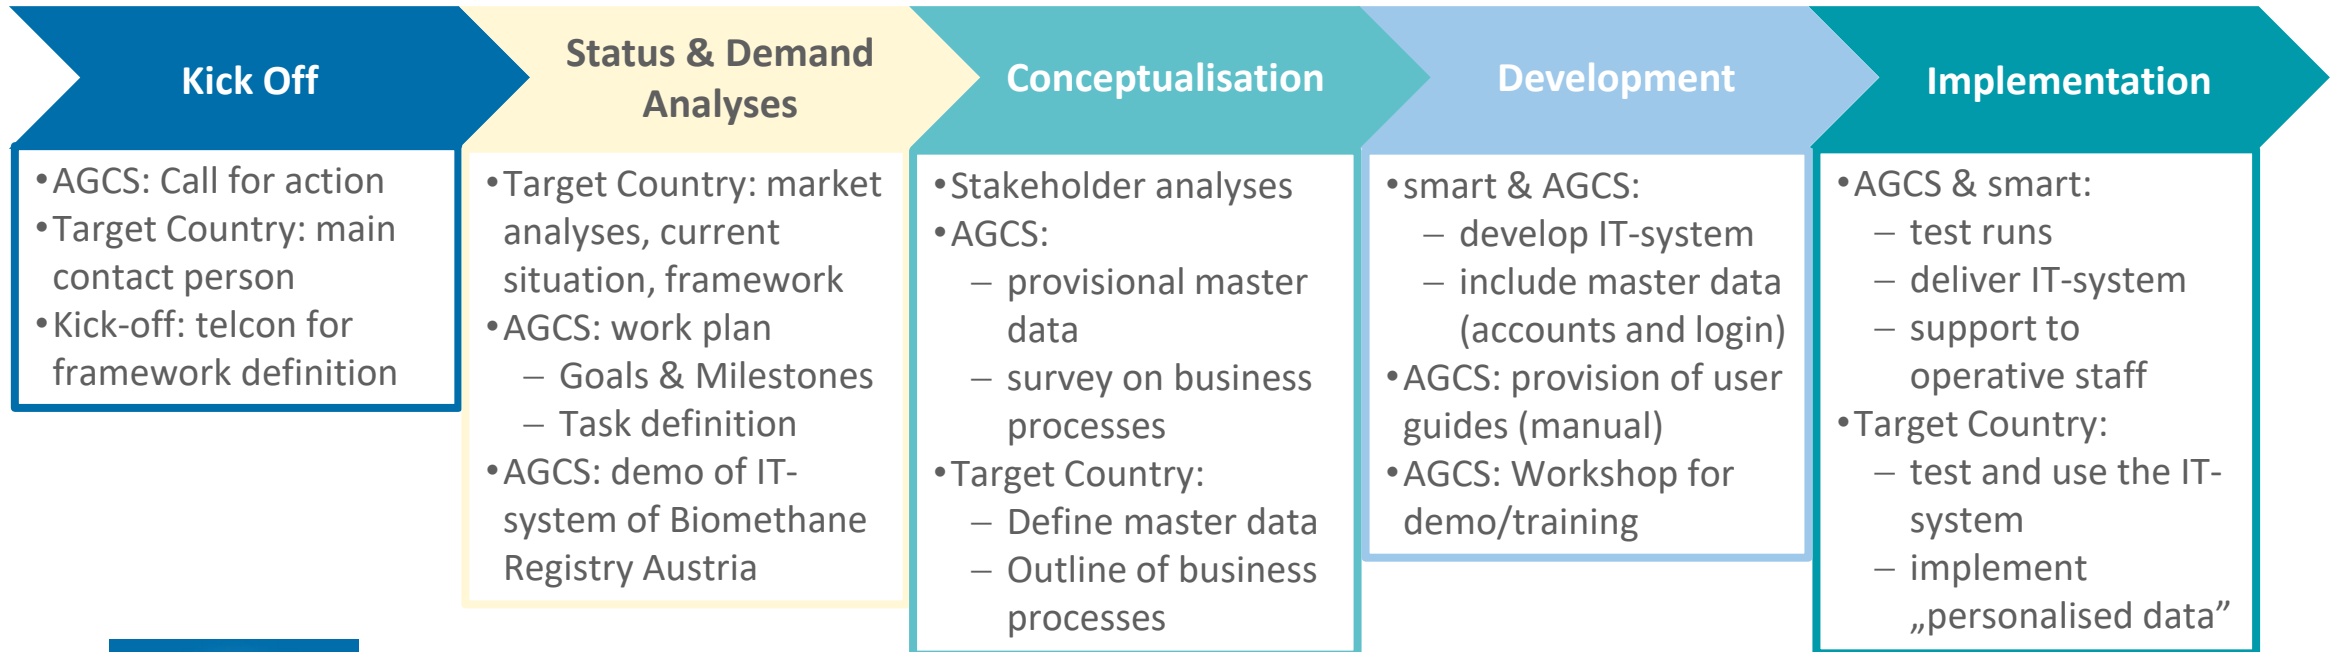 Kick Off
•AGCS: Call for action
•Target Country: main
contact person
•Kick-off: telcon for
framework definition
Status & Demand
Analyses
•Target Country: market
analyses, current
situation, framework
•AGCS: work plan
– Goals & Milestones
– Task definition
•AGCS: demo of IT-
system of Biomethane
Registry Austria
Conceptualisation
•Stakeholder analyses
•AGCS:
– provisional master
data
– survey on business
processes
•Target Country:
– Define master data
– Outline of business
processes
Development
•smart & AGCS:
– develop IT-system
– include master data
(accounts and login)
•AGCS: provision of user
guides (manual)
•AGCS: Workshop for
demo/training
Implementation
•AGCS & smart:
– test runs
– deliver IT-system
– support to
operative staff
•Target Country:
– test and use the IT-
system
– implement
„personalised data”